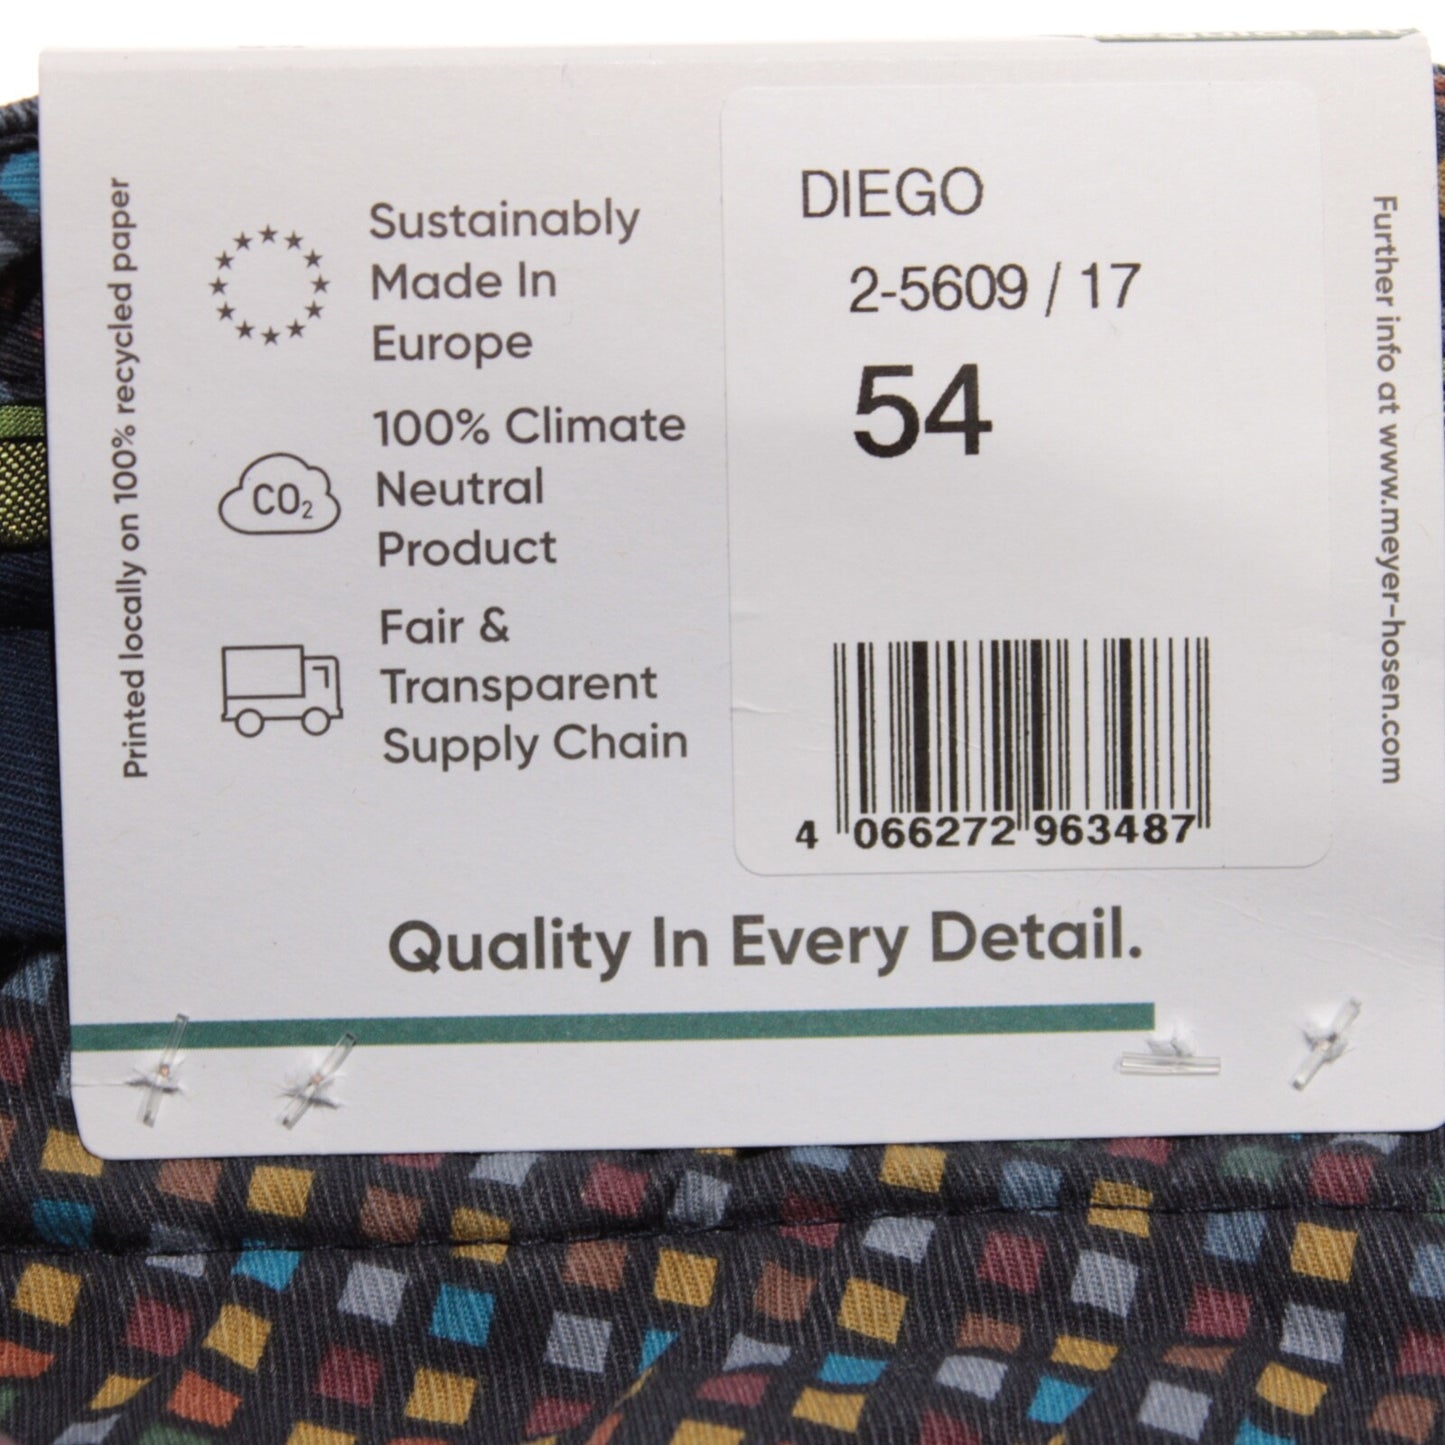 Printed locally on 100% recycled paper
Sustainably
Made In
Europe
CO₂
100% Climate
Neutral
Product
Fair &
Transparent
Supply Chain
DIEGO
2-5609 / 17
54
4 066272 963487
Further info at www.meyer-hosen.com
Quality In Every Detail.